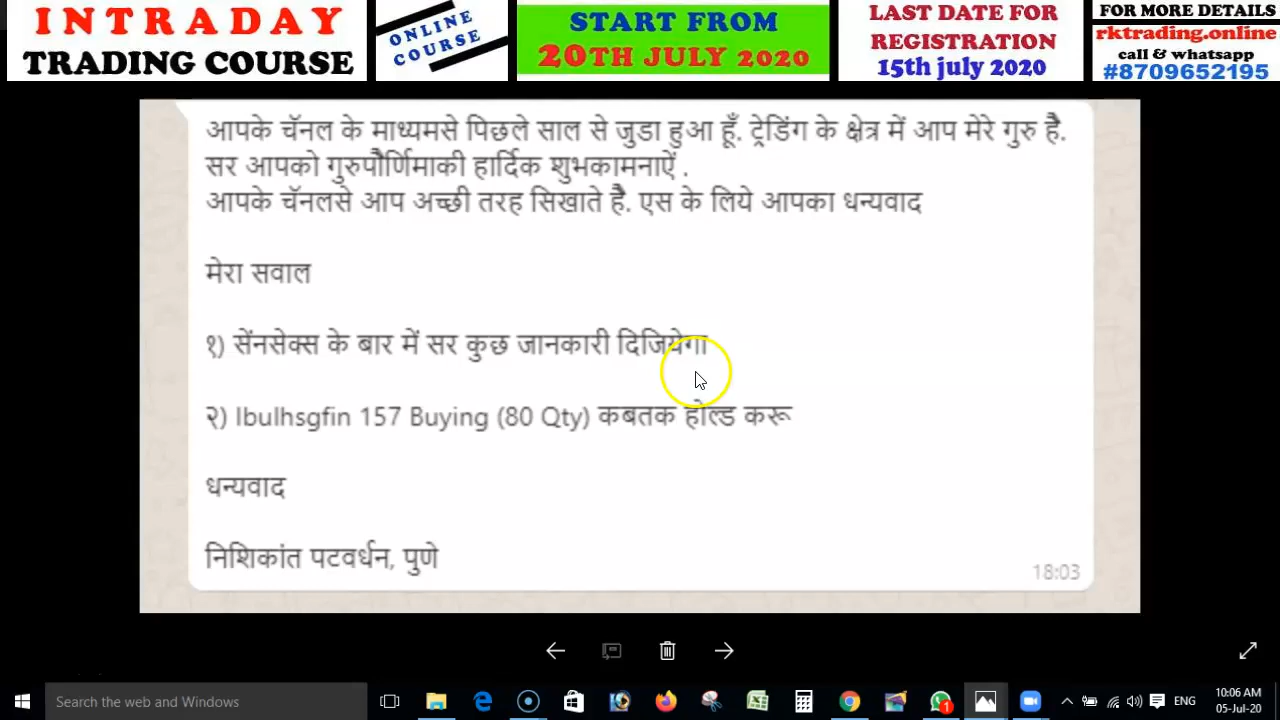 INTRADAY
TRADING COURSE
ONLINE
COURSE
START FROM
20TH JULY 2020
LAST DATE FOR
REGISTRATION
15th july 2020
FOR MORE DETAILS
rktrading.online
call & whatsapp
#8709652195
आपके चॅनल के माध्यमसे पिछले साल से जुडा हुआ हूँ. ट्रेडिंग के क्षेत्र में आप मेरे गुरु है.
सर आपको गुरुपौर्णिमाकी हार्दिक शुभकामनाऐं .
आपके चॅनलसे आप अच्छी तरह सिखाते है. एस के लिये आपका धन्यवाद
मेरा सवाल
१) सेंनसेक्स के बार में सर कुछ जानकारी दिजियेगा
२) Ibulhsgfin 157 Buying (80 Qty) कबतक होल्ड करू
धन्यवाद
निशिकांत पटवर्धन, पुणे
18:03
Search the web and Windows
1
ENG
10:06 AM
05-Jul-20